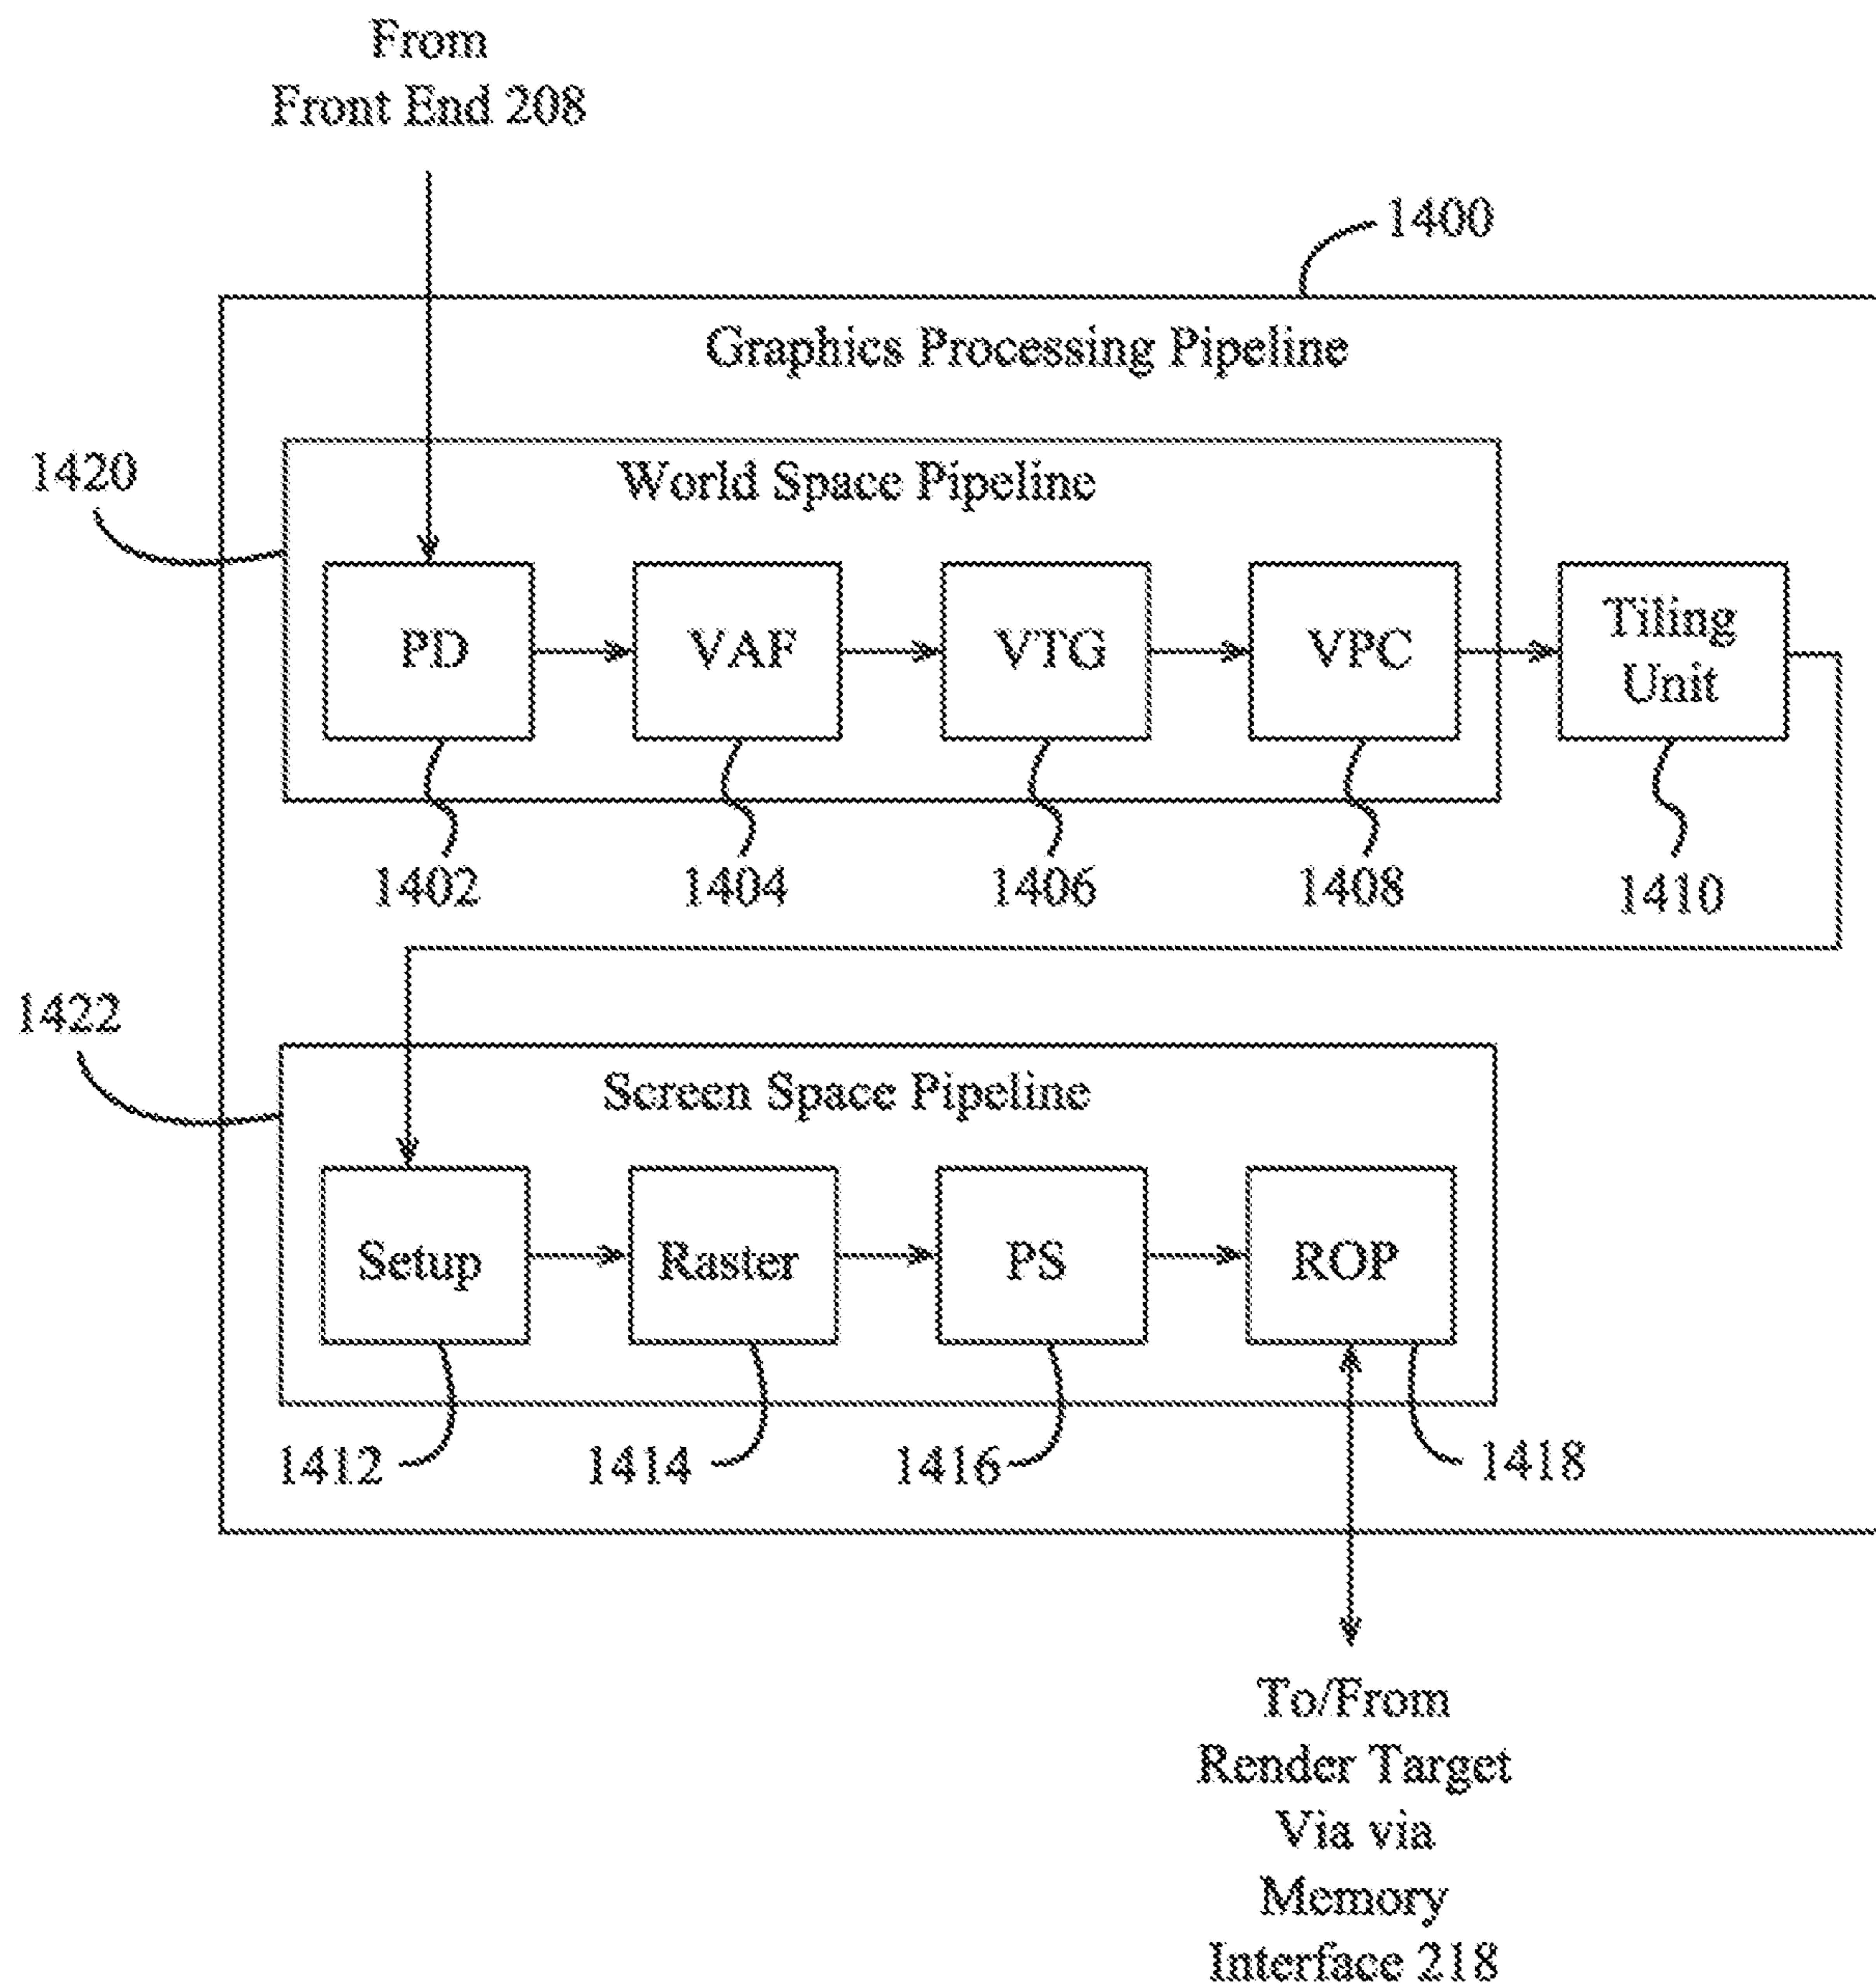 From
Front End 208
1400
Graphics Processing Pipeline
1420
World Space Pipeline
PD
VAF
VTG
VPC
Tiling
Unit
1402
1404
1406
1408
1410
1422
Screen Space Pipeline
Setup
Raster
PS
ROP
1412
1414
1416
1418
To/From
Render Target
Via via
Memory
Interface 218